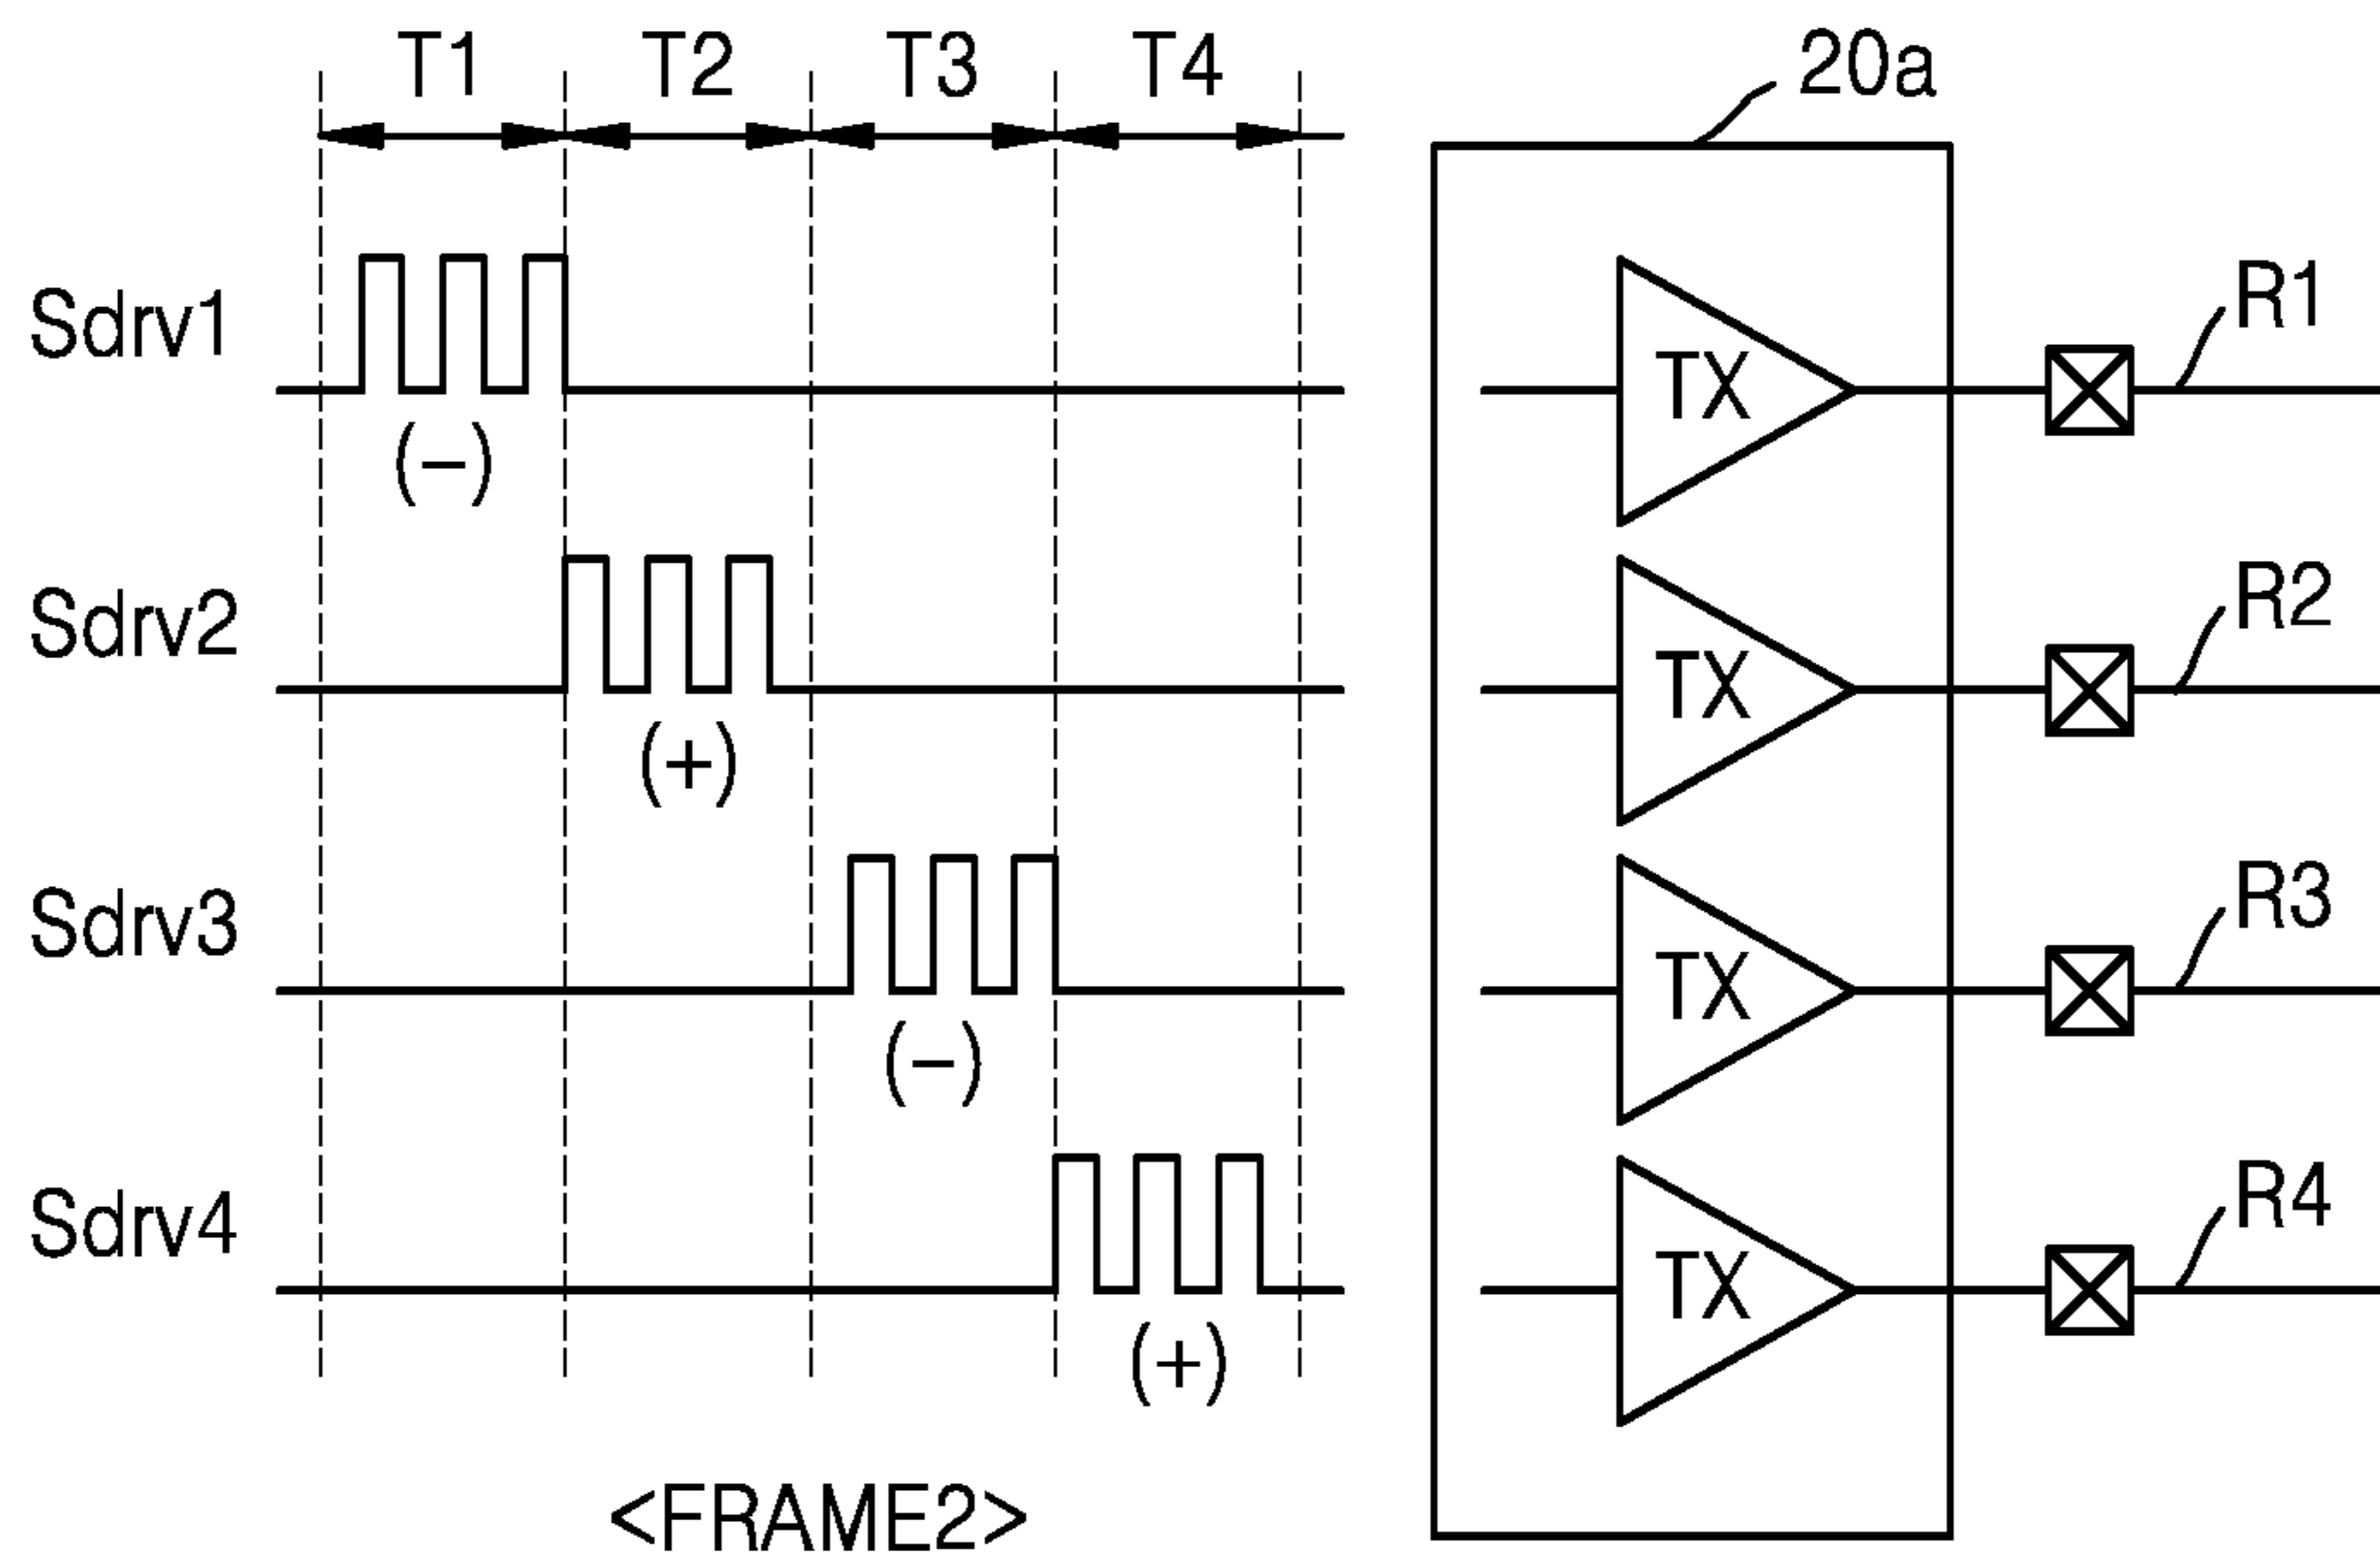 T1 T2 T3 T4
20a
Sdrv1
(−)
TX
R1
Sdrv2
(+)
TX
R2
Sdrv3
(−)
TX
R3
Sdrv4
(+)
TX
R4
<FRAME2>